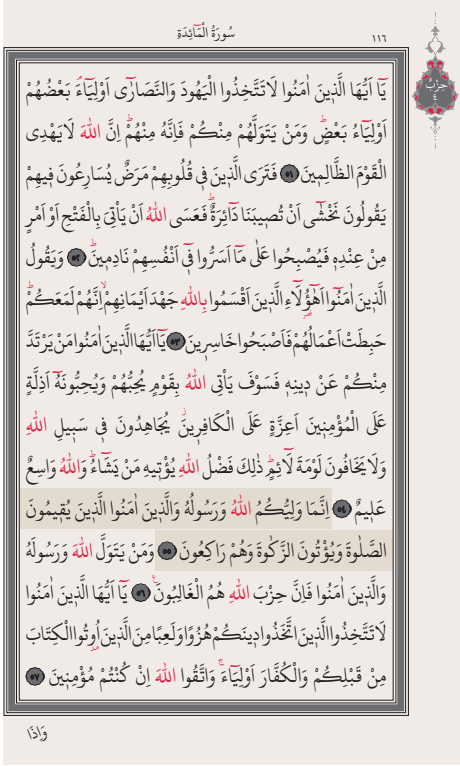 سُورَةُ الْمَآئِدَةِ
١١٦
حِزْبٌ
٤
يَٓا اَيُّهَا الَّذ۪ينَ اٰمَنُوا لَاتَتَّخِذُوا الْيَهُودَ وَالنَّصَارٰٓى اَوْلِيَٓاءَۢ بَعْضُهُمْ
اَوْلِيَٓاءُ بَعْضٍۜ وَمَنْ يَتَوَلَّهُمْ مِنْكُمْ فَاِنَّهُ مِنْهُمْۜ اِنَّ اللّٰهَ لَايَهْدِى
الْقَوْمَ الظَّالِم۪ينَ ﴿٥١﴾ فَتَرَى الَّذ۪ينَ ف۪ى قُلُوبِهِمْ مَرَضٌ يُسَارِعُونَ ف۪يهِمْ
يَقُولُونَ نَخْشٰٓى اَنْ تُص۪يبَنَا دَٓائِرَةٌۜ فَعَسَى اللّٰهُ اَنْ يَأْتِىَ بِالْفَتْحِ اَوْ اَمْرٍ
مِنْ عِنْدِه۪ فَيُصْبِحُوا عَلٰى مَٓا اَسَرُّوا ف۪ٓى اَنْفُسِهِمْ نَادِم۪ينَۜ ﴿٥٢﴾ وَيَقُولُ
الَّذ۪ينَ اٰمَنُٓوا اَهٰٓؤُ۬لَٓاءِ الَّذ۪ينَ اَقْسَمُوا بِاللّٰهِ جَهْدَ اَيْمَانِهِمْۙ اِنَّهُمْ لَمَعَكُمْۜ
حَبِطَتْ اَعْمَالُهُمْ فَاَصْبَحُوا خَاسِر۪ينَ ﴿٥٣﴾ يَٓا اَيُّهَا الَّذ۪ينَ اٰمَنُوا مَنْ يَرْتَدَّ
مِنْكُمْ عَنْ د۪ينِه۪ فَسَوْفَ يَأْتِى اللّٰهُ بِقَوْمٍ يُحِبُّهُمْ وَيُحِبُّونَهُٓ اَذِلَّةٍ
عَلَى الْمُؤْمِن۪ينَ اَعِزَّةٍ عَلَى الْكَافِر۪ينَۘ يُجَاهِدُونَ ف۪ى سَب۪يلِ اللّٰهِ
وَلَا يَخَافُونَ لَوْمَةَ لَٓائِمٍۜ ذٰلِكَ فَضْلُ اللّٰهِ يُؤْت۪يهِ مَنْ يَشَٓاءُۜ وَاللّٰهُ وَاسِعٌ
عَل۪يمٌ ﴿٥٤﴾ اِنَّمَا وَلِيُّكُمُ اللّٰهُ وَرَسُولُهُ وَالَّذ۪ينَ اٰمَنُوا الَّذ۪ينَ يُق۪يمُونَ
الصَّلٰوةَ وَيُؤْتُونَ الزَّكٰوةَ وَهُمْ رَاكِعُونَ ﴿٥٥﴾ وَمَنْ يَتَوَلَّ اللّٰهَ وَرَسُولَهُ
وَالَّذ۪ينَ اٰمَنُوا فَاِنَّ حِزْبَ اللّٰهِ هُمُ الْغَالِبُونَ۟ ﴿٥٦﴾ يَٓا اَيُّهَا الَّذ۪ينَ اٰمَنُوا
لَاتَتَّخِذُوا الَّذ۪ينَ اتَّخَذُوا د۪ينَكُمْ هُزُوًا وَلَعِبًا مِنَ الَّذ۪ينَ اُو۫تُوا الْكِتَابَ
مِنْ قَبْلِكُمْ وَالْكُفَّارَ اَوْلِيَٓاءَۚ وَاتَّقُوا اللّٰهَ اِنْ كُنْتُمْ مُؤْمِن۪ينَ ﴿٥٧﴾
وَاِذَا